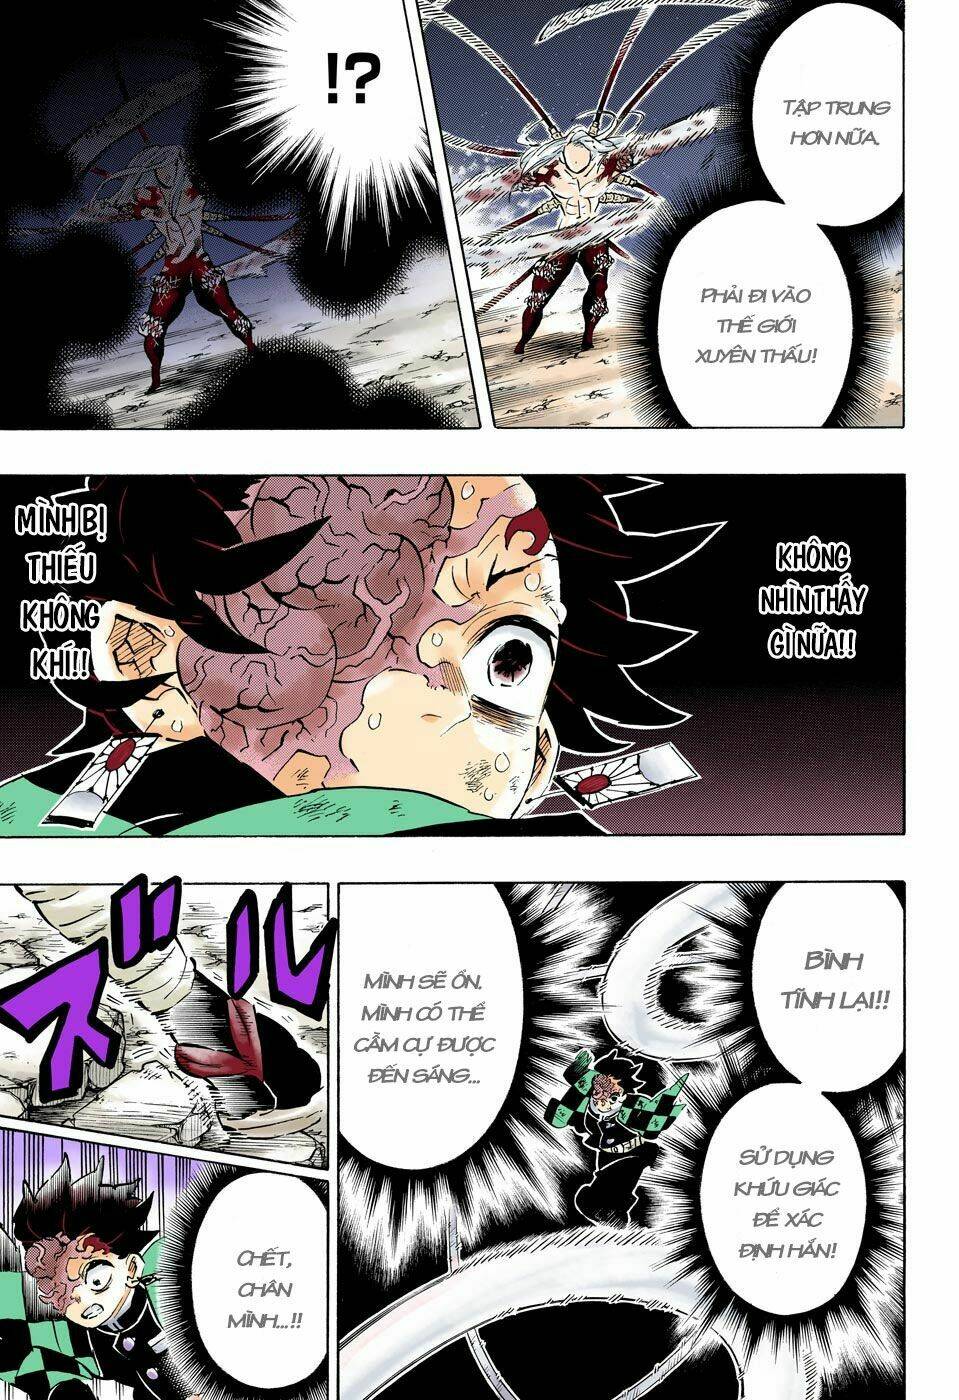 TẬP TRUNG
HƠN NỮA.
PHẢI ĐI VÀO
THẾ GIỚI
XUYÊN THẤU!
!?
KHÔNG
NHÌN THẤY
GÌ NỮA!!
MÌNH BỊ
THIẾU
KHÔNG
KHÍ!!
BÌNH
TĨNH LẠI!!
SỬ DỤNG
KHỨU GIÁC
ĐỂ XÁC
ĐỊNH HẮN!
MÌNH SẼ ỔN.
MÌNH CÓ THỂ
CẦM CỰ ĐƯỢC
ĐẾN SÁNG...
ズル
CHẾT,
CHÂN
MÌNH...!!